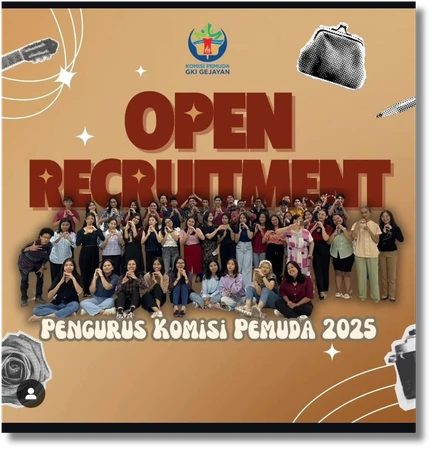 KOMISI PEMUDA
GKI GEJAYAN
OPEN
RECRUITMENT
PENGURUS KOMISI PEMUDA 2025